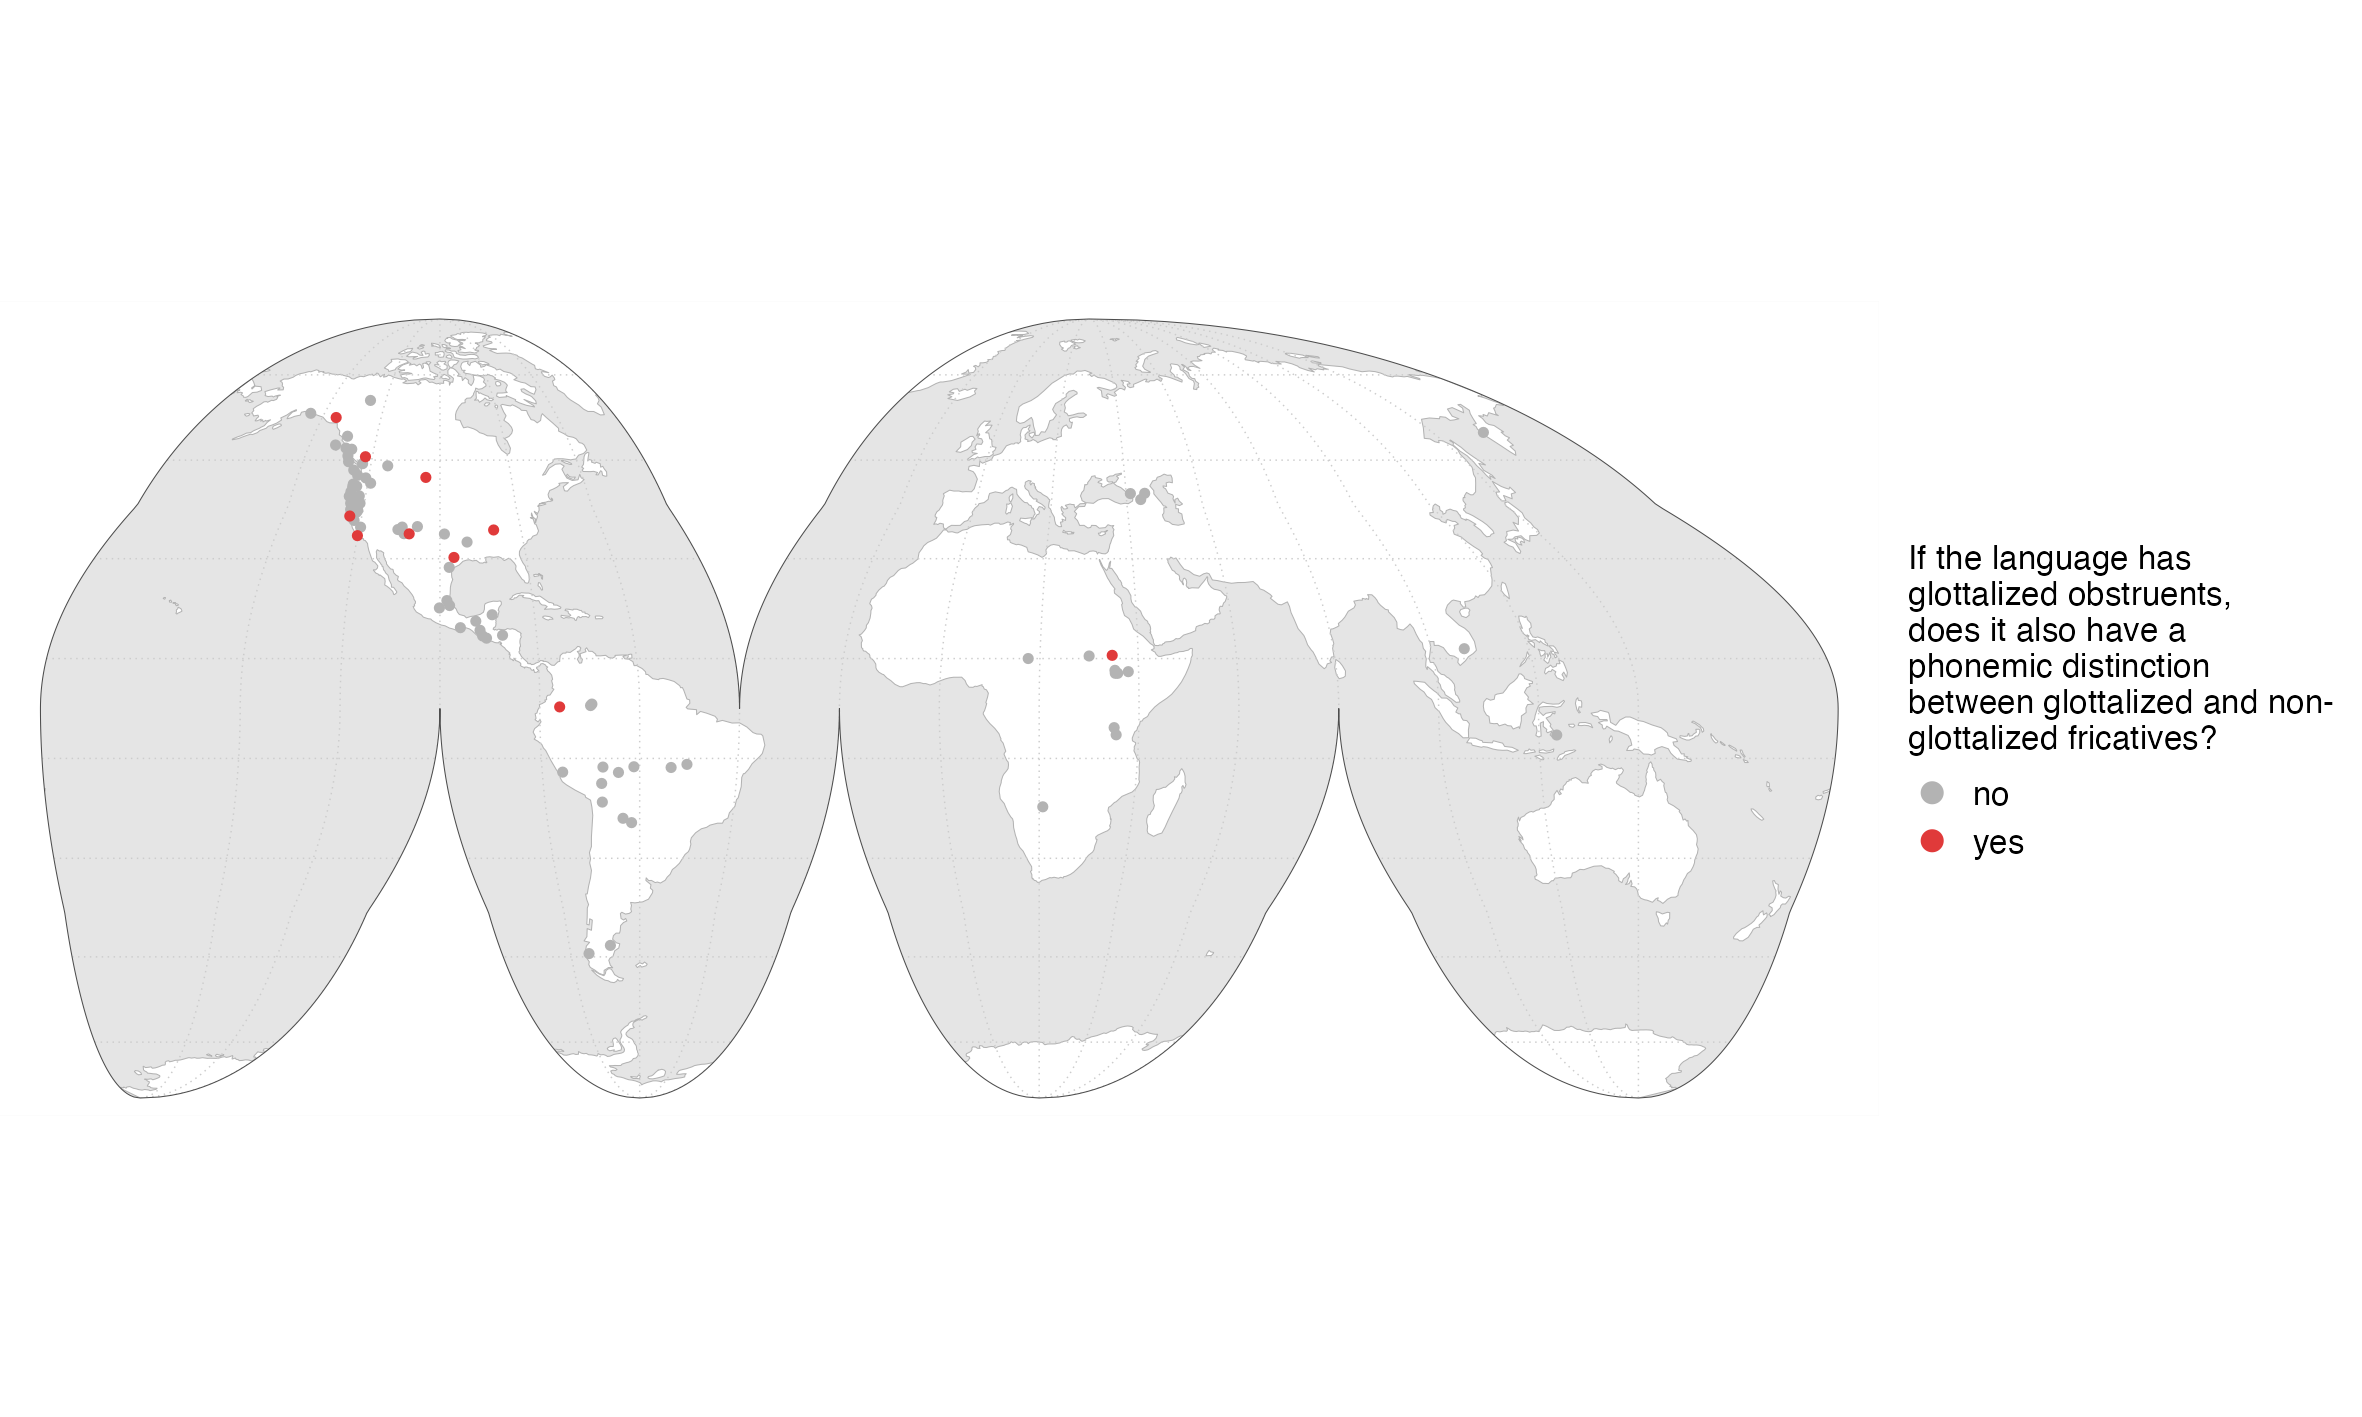 If the language has
glottalized obstruents,
does it also have a
phonemic distinction
between glottalized and non-
glottalized fricatives?
no
yes